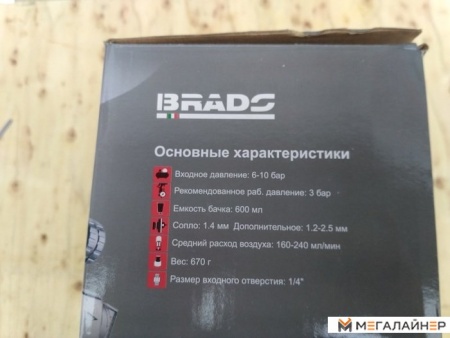 BRADO
Основные характеристики
Входное давление: 6-10 бар
Рекомендованное раб. давление: 3 бар
Емкость бачка: 600 мл
Сопло: 1.4 мм Дополнительное: 1.2-2.5 мм
Средний расход воздуха: 160-240 мл/мин
Вес: 670 г
Размер входного отверстия: 1/4"
МЕГАЛАЙНЕР